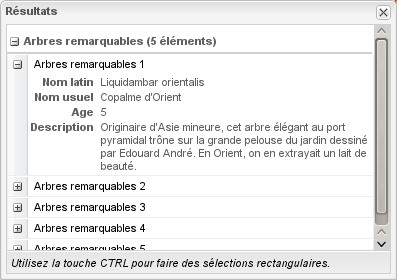 Résultats
Arbres remarquables (5 éléments)
Arbres remarquables 1
Nom latin Liquidambar orientalis
Nom usuel Copalme d'Orient
Age 5
Description Originaire d'Asie mineure, cet arbre élégant au port
pyramidal trône sur la grande pelouse du jardin dessiné
par Edouard André. En Orient, on en extrayait un lait de
beauté.
Arbres remarquables 2
Arbres remarquables 3
Arbres remarquables 4
Arbres remarquables 5
Utilisez la touche CTRL pour faire des sélections rectangulaires.